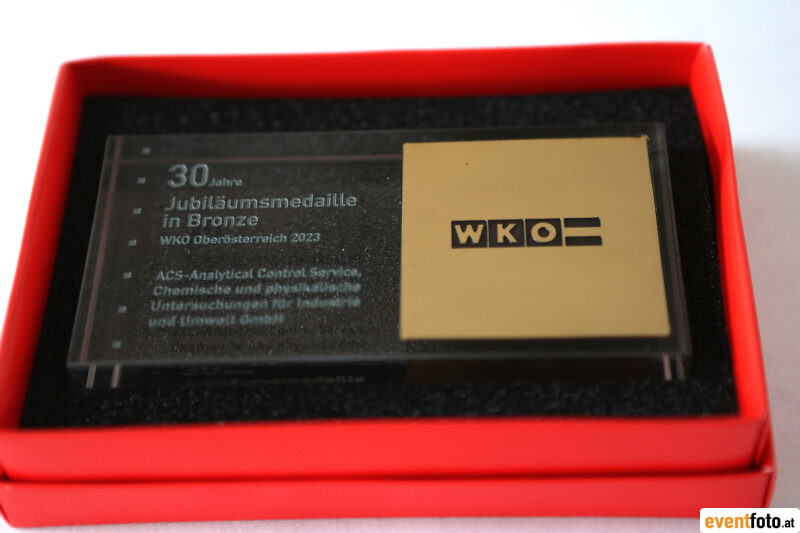 30 Jahre
Jubiläumsmedaille
in Bronze
WKO Oberösterreich 2023
ACS-Analytical Control Service,
Chemische und physikalische
Untersuchungen für Industrie
und Umwelt GmbH
WKO
eventfoto.at